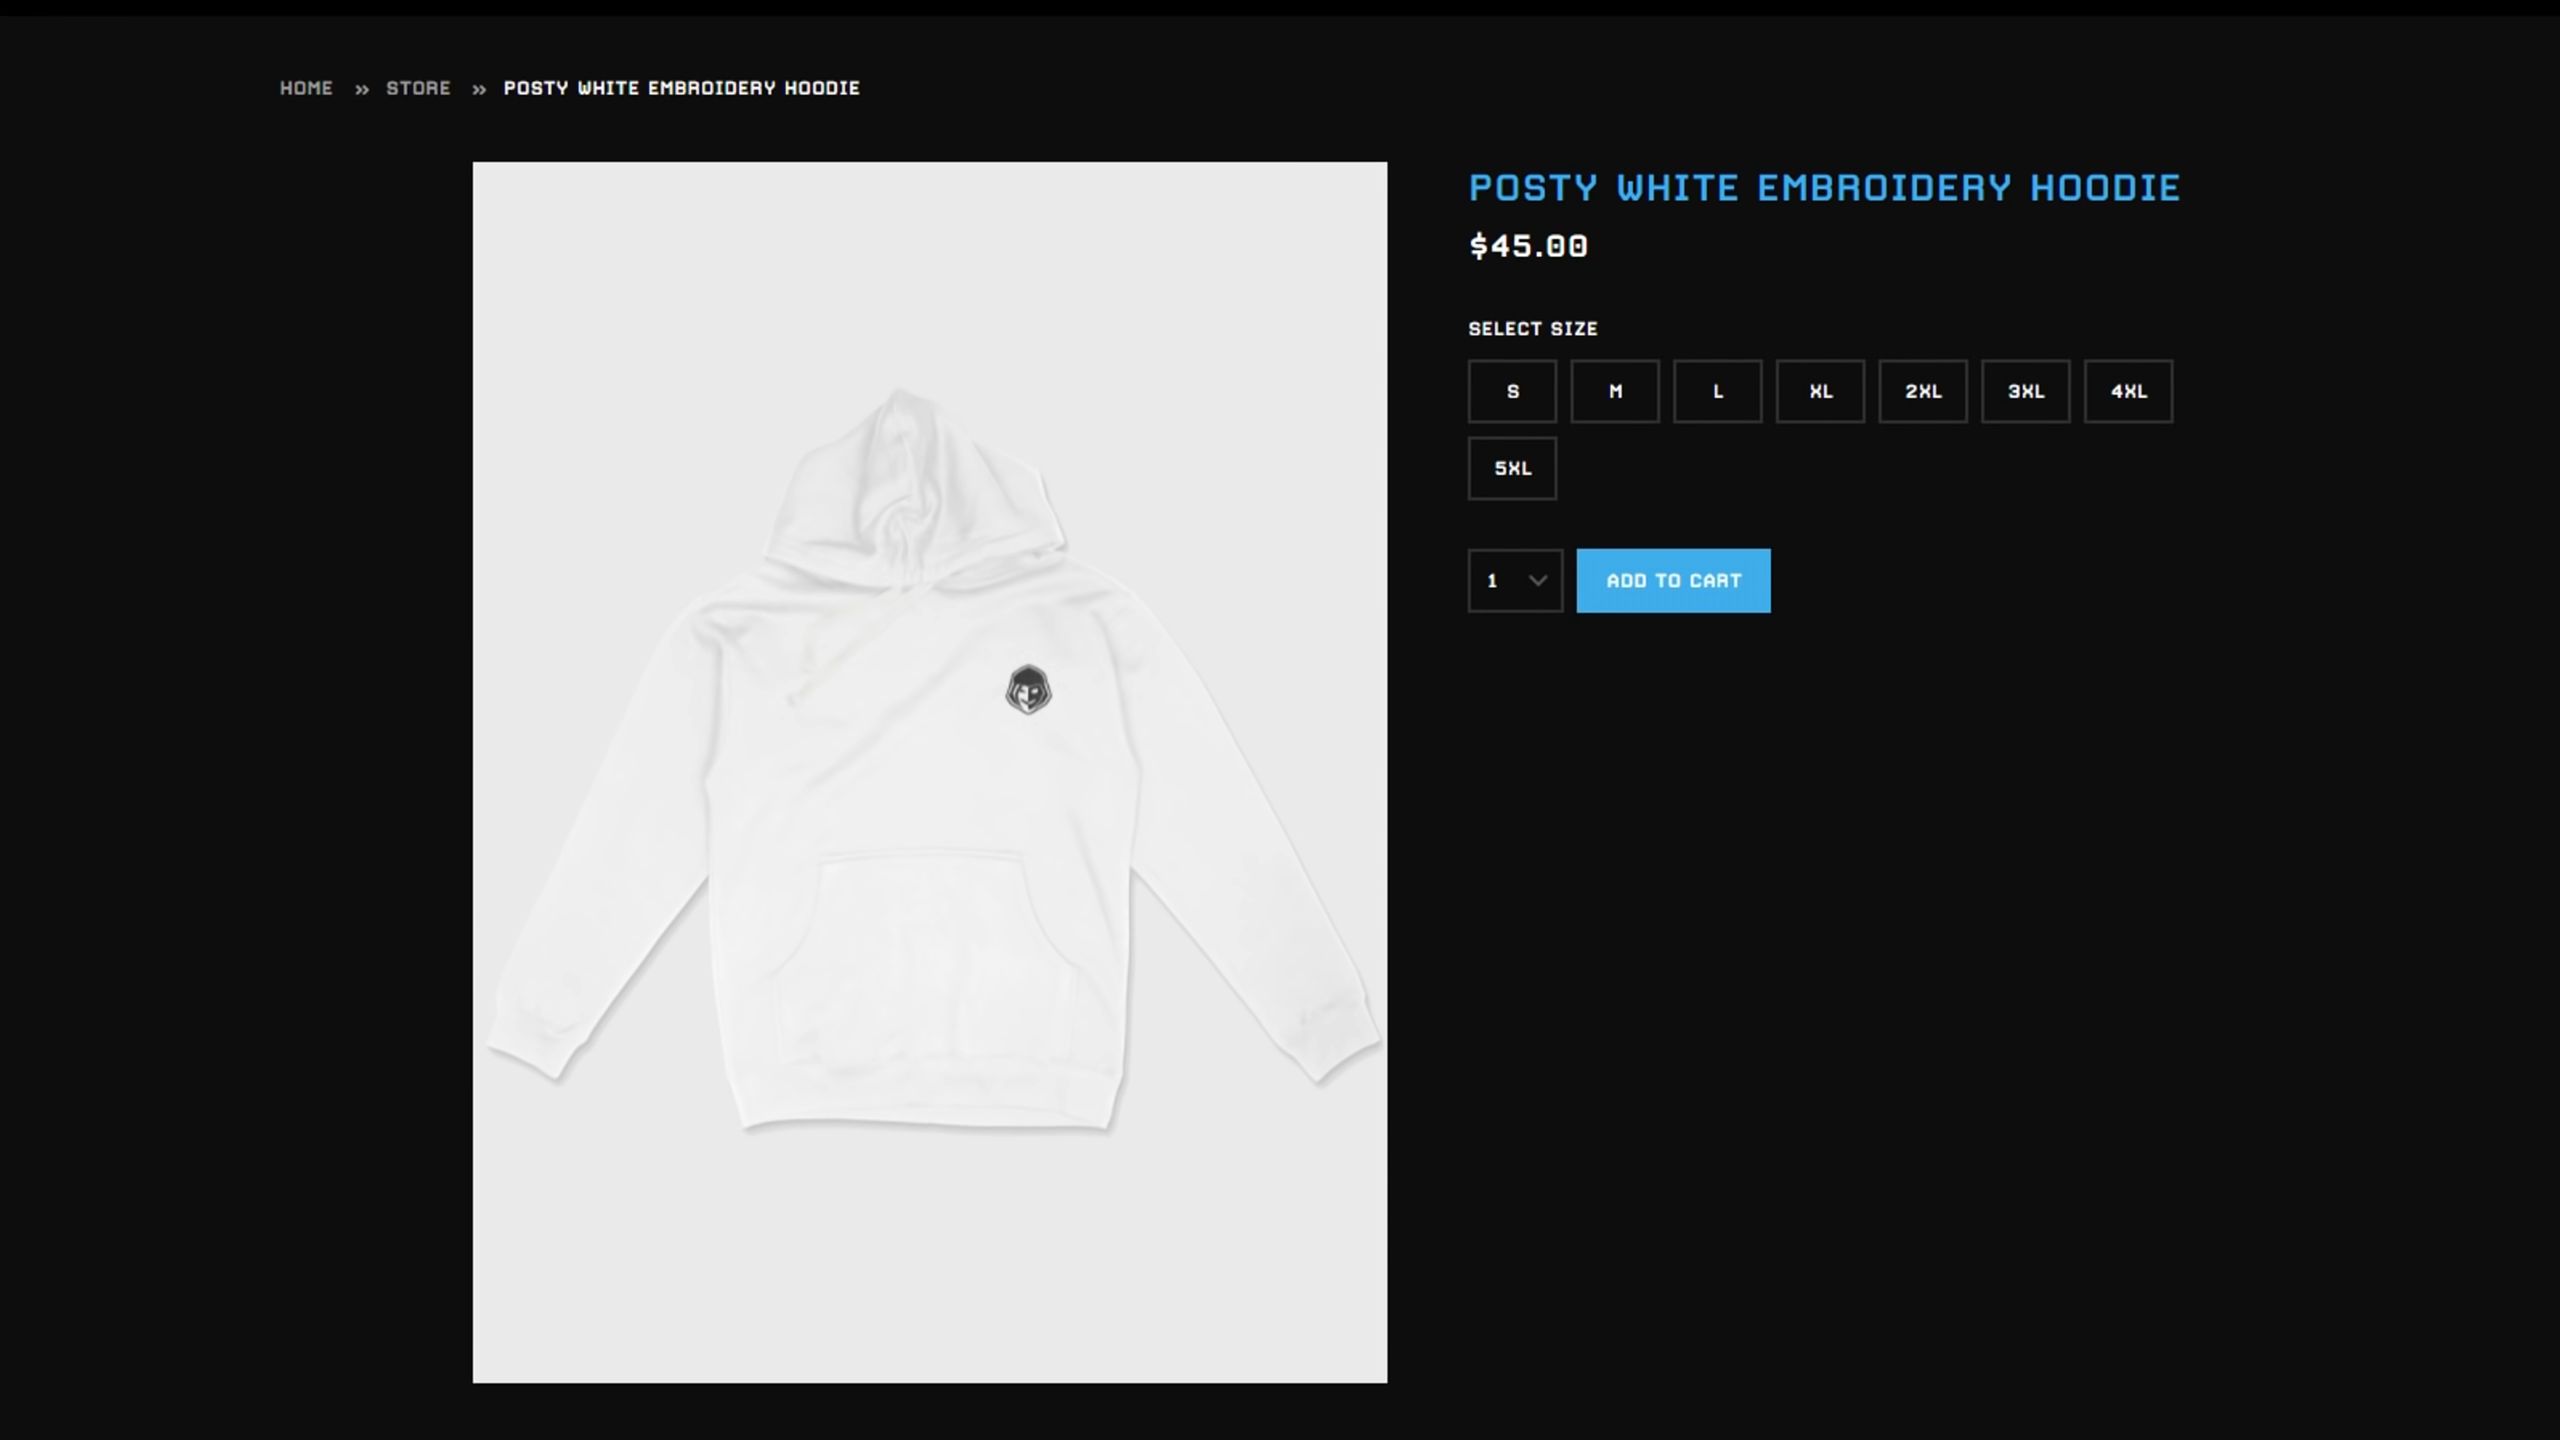 HOME » STORE » POSTY WHITE EMBROIDERY HOODIE
POSTY WHITE EMBROIDERY HOODIE
$45.00
SELECT SIZE
S M L XL 2XL 3XL 4XL
5XL
1 ADD TO CART